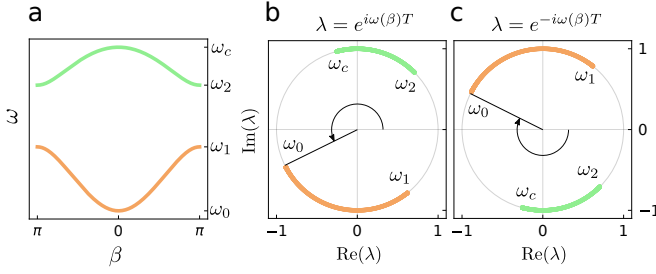 a
ω
ω_c
ω_2
ω_1
ω_0
π
0
π
β
b
λ = e^{iω(β)T}
Im(λ)
ω_c
ω_2
ω_0
ω_1
−1
0
1
Re(λ)
c
λ = e^{−iω(β)T}
ω_1
ω_0
ω_2
ω_c
1
0
−1
−1
0
1
Re(λ)